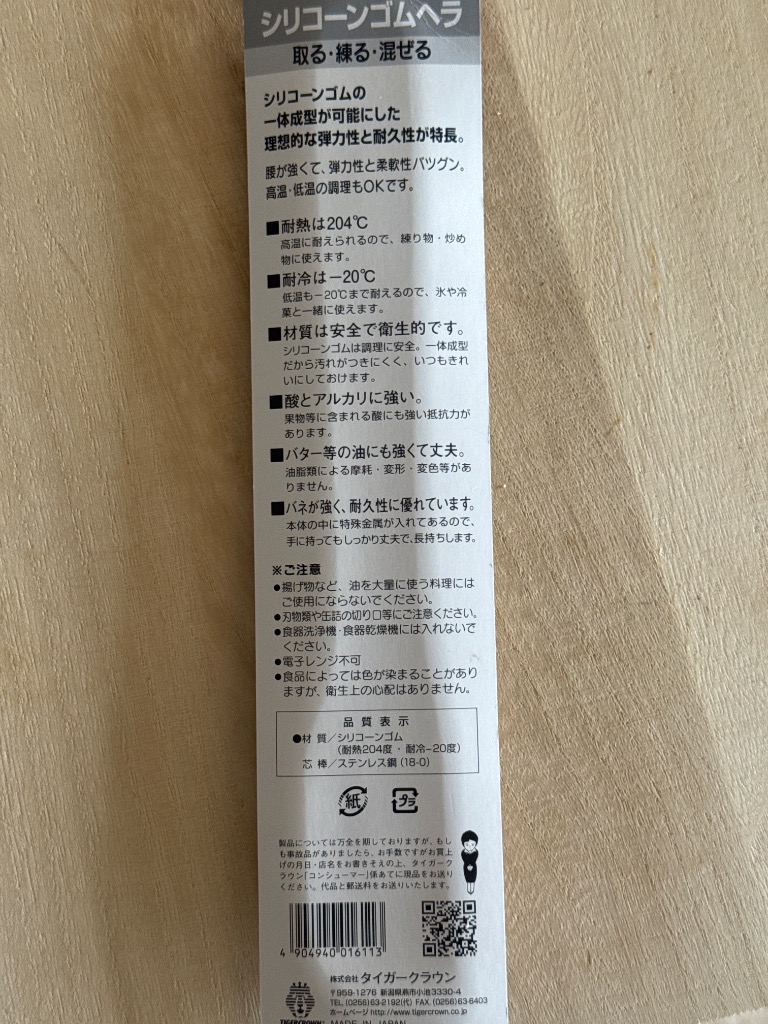 シリコーンゴムヘラ
取る・練る・混ぜる
シリコーンゴムの
一体成型が可能にした
理想的な弾力性と耐久性が特長。
腰が強くて、弾力性と柔軟性バツグン。
高温・低温の調理もOKです。
■耐熱は204℃
高温に耐えられるので、練り物・炒め
物に使えます。
■耐冷は−20℃
低温も−20℃まで耐えるので、氷や冷
菓と一緒に使えます。
■材質は安全で衛生的です。
シリコーンゴムは調理に安全。一体成型
だから汚れがつきにくく、いつもきれ
いにしておけます。
■酸とアルカリに強い。
果物等に含まれる酸にも強い抵抗力が
あります。
■バター等の油にも強くて丈夫。
油脂類による摩耗・変形・変色等があ
りません。
■バネが強く、耐久性に優れています。
本体の中に特殊金属が入れてあるので、
手に持ってもしっかり丈夫で、長持ちします。
※ご注意
●揚げ物など、油を大量に使う料理には
ご使用にならないでください。
●刃物類や缶詰の切り口等にご注意ください。
●食器洗浄機・食器乾燥機には入れないで
ください。
●電子レンジ不可
●食品によっては色が染まることがあり
ますが、衛生上の心配はありません。
品質表示
●材 質／シリコーンゴム
(耐熱204度・耐冷−20度)
芯 棒／ステンレス鋼(18-0)
紙 プラ
製品については万全を期しておりますが、もし
も事故品がありましたら、お手数ですがお買上
げの月日・店名をお書きそえの上、タイガーク
ラウン「コンシューマー」係あてに現品をお送り
ください。代品と郵送料をお送りいたします。
4 904940 016113
株式会社 タイガークラウン
〒959-1276 新潟県燕市小池3330-4
TEL.(0256)63-2192(代) FAX.(0256)63-6403
ホームページ http://www.tigercrown.co.jp
TIGERCROWN MADE IN JAPAN